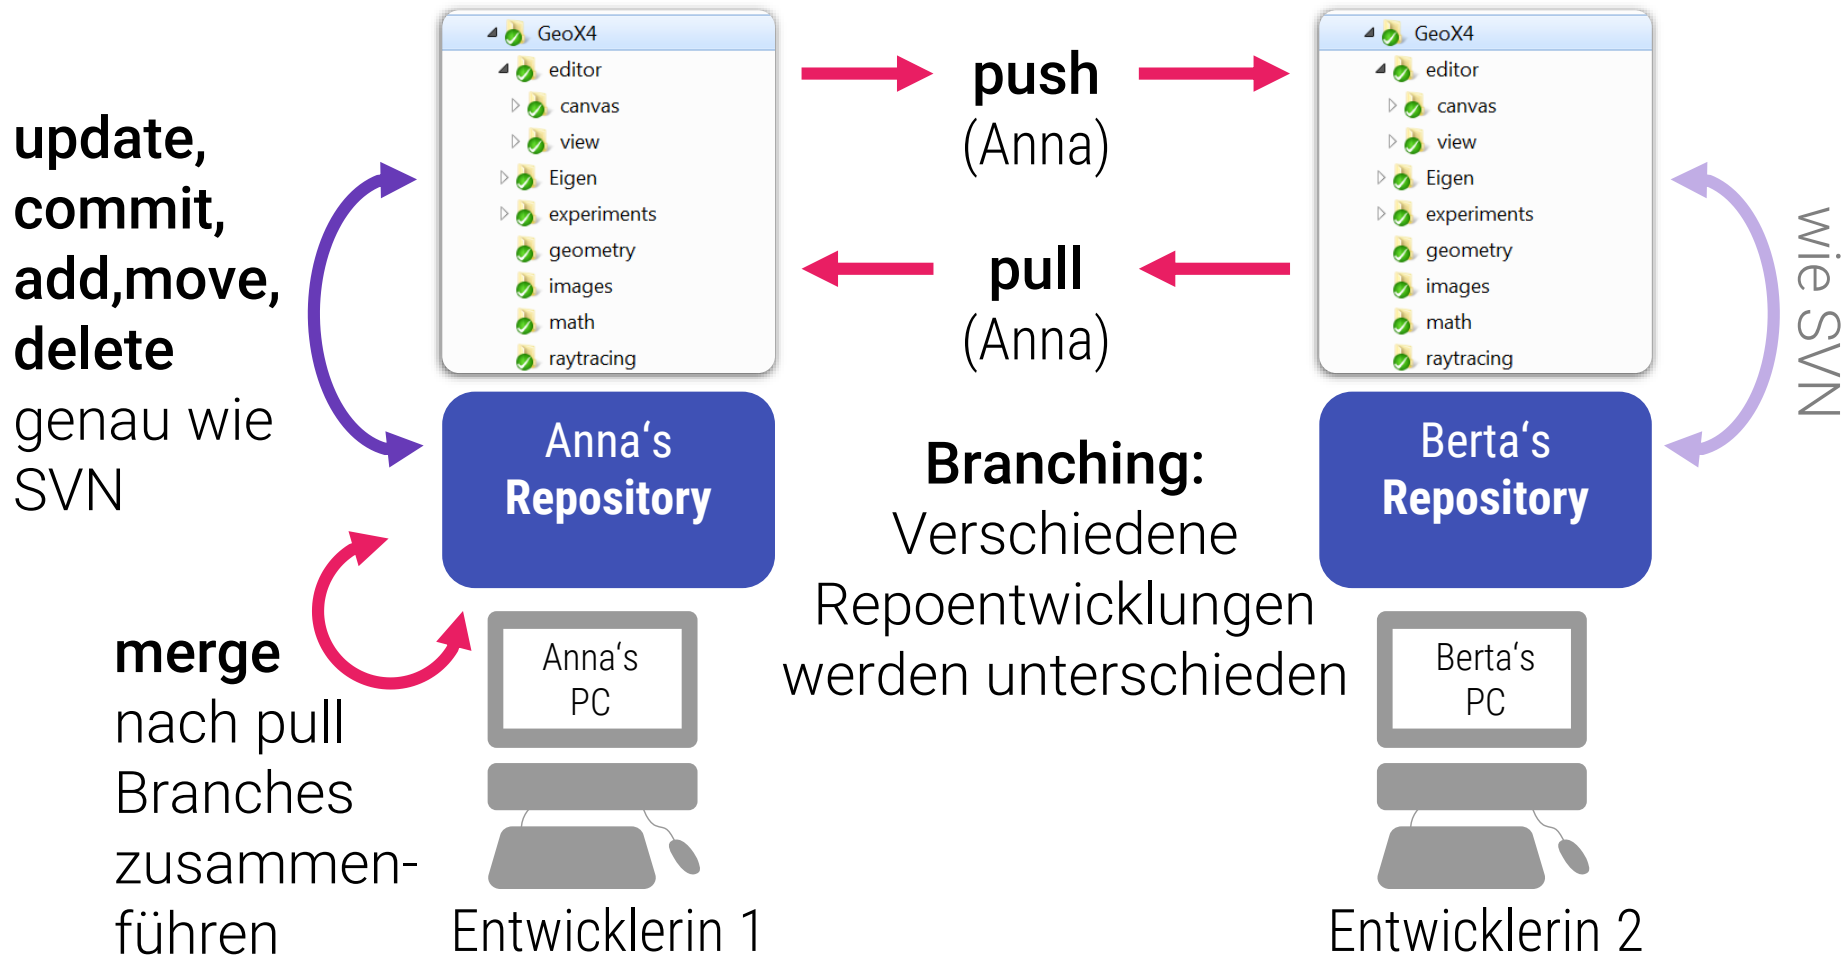 update,
commit,
add,move,
delete
genau wie
SVN
GeoX4
editor
canvas
view
Eigen
experiments
geometry
images
math
raytracing
push
(Anna)
pull
(Anna)
GeoX4
editor
canvas
view
Eigen
experiments
geometry
images
math
raytracing
wie SVN
Anna‘s
Repository
Branching:
Verschiedene
Repoentwicklungen
werden unterschieden
Berta‘s
Repository
merge
nach pull
Branches
zusammen-
führen
Anna‘s
PC
Entwicklerin 1
Berta‘s
PC
Entwicklerin 2